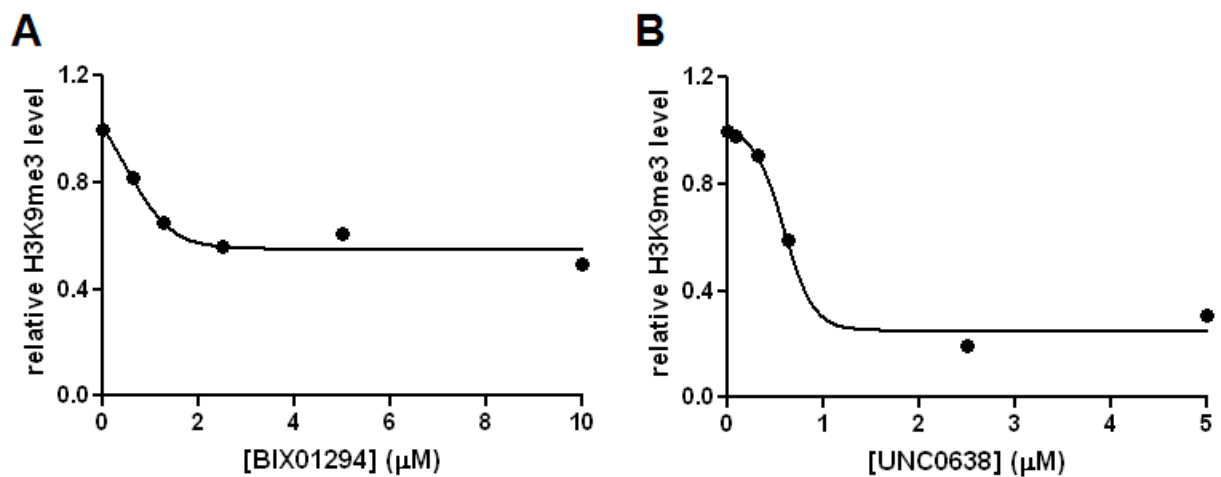 A
B
relative H3K9me3 level
1.2
0.8
0.4
0.0
0 2 4 6 8 10
[BIX01294] (μM)
relative H3K9me3 level
1.2
0.8
0.4
0.0
0 1 2 3 4 5
[UNC0638] (μM)